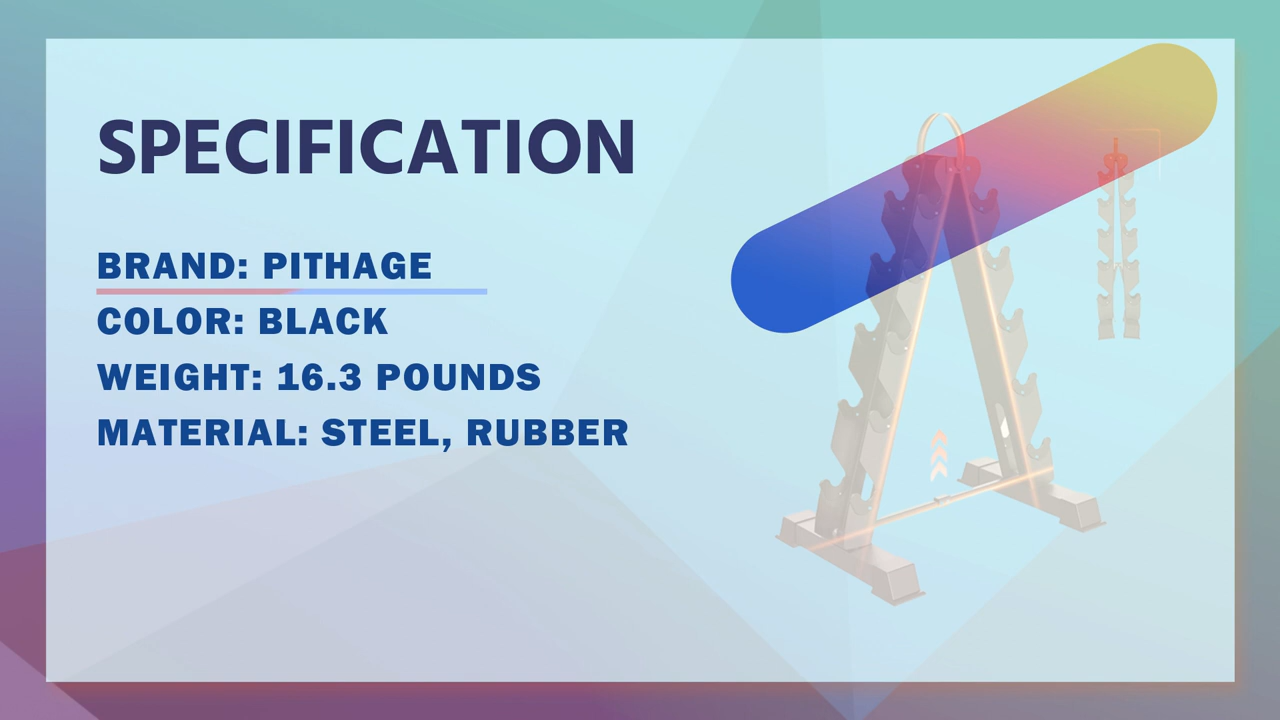 SPECIFICATION
BRAND: PITHAGE
COLOR: BLACK
WEIGHT: 16.3 POUNDS
MATERIAL: STEEL, RUBBER